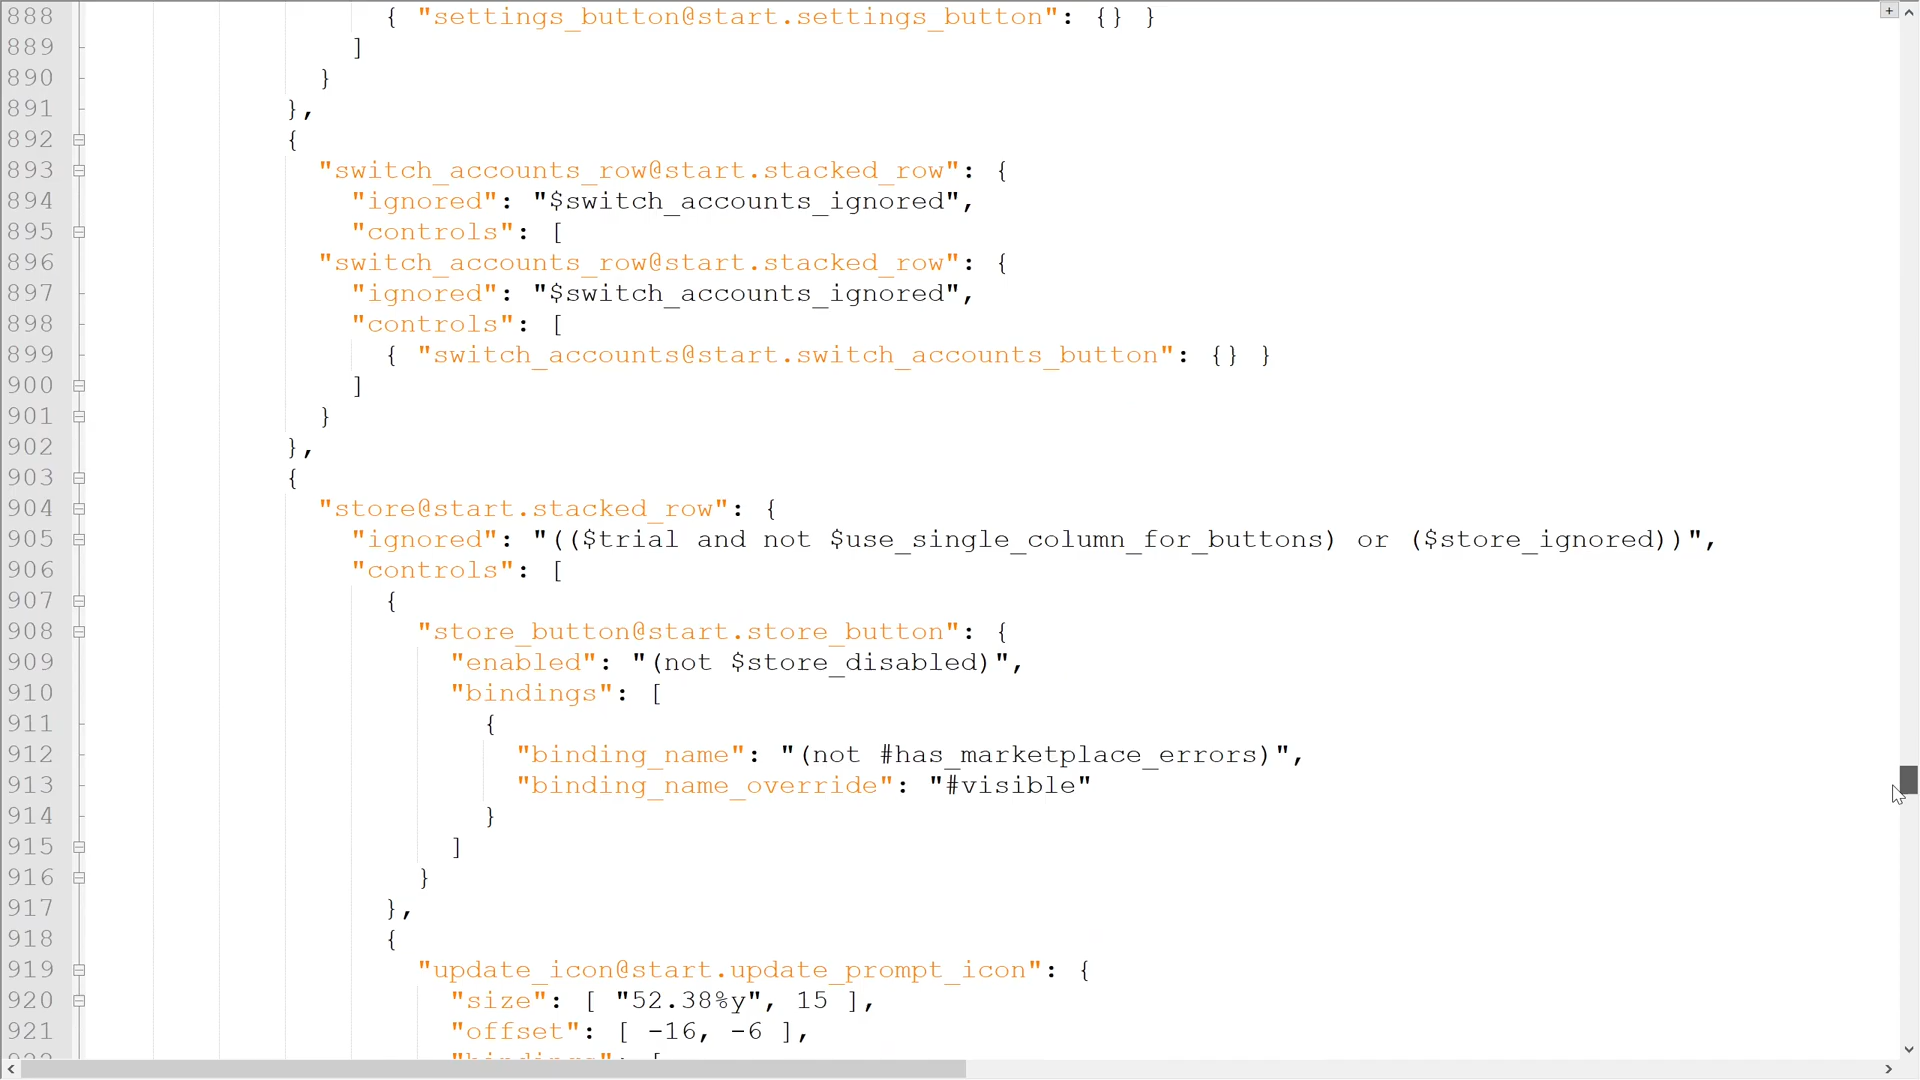 888 { "settings_button@start.settings_button": {} }
889 ]
890 }
891 },
892 {
893 "switch_accounts_row@start.stacked_row": {
894 "ignored": "$switch_accounts_ignored",
895 "controls": [
896 "switch_accounts_row@start.stacked_row": {
897 "ignored": "$switch_accounts_ignored",
898 "controls": [
899 { "switch_accounts@start.switch_accounts_button": {} }
900 ]
901 }
902 },
903 {
904 "store@start.stacked_row": {
905 "ignored": "(($trial and not $use_single_column_for_buttons) or ($store_ignored))",
906 "controls": [
907 {
908 "store_button@start.store_button": {
909 "enabled": "(not $store_disabled)",
910 "bindings": [
911 {
912 "binding_name": "(not #has_marketplace_errors)",
913 "binding_name_override": "#visible"
914 }
915 ]
916 }
917 },
918 {
919 "update_icon@start.update_prompt_icon": {
920 "size": [ "52.38%y", 15 ],
921 "offset": [ -16, -6 ],